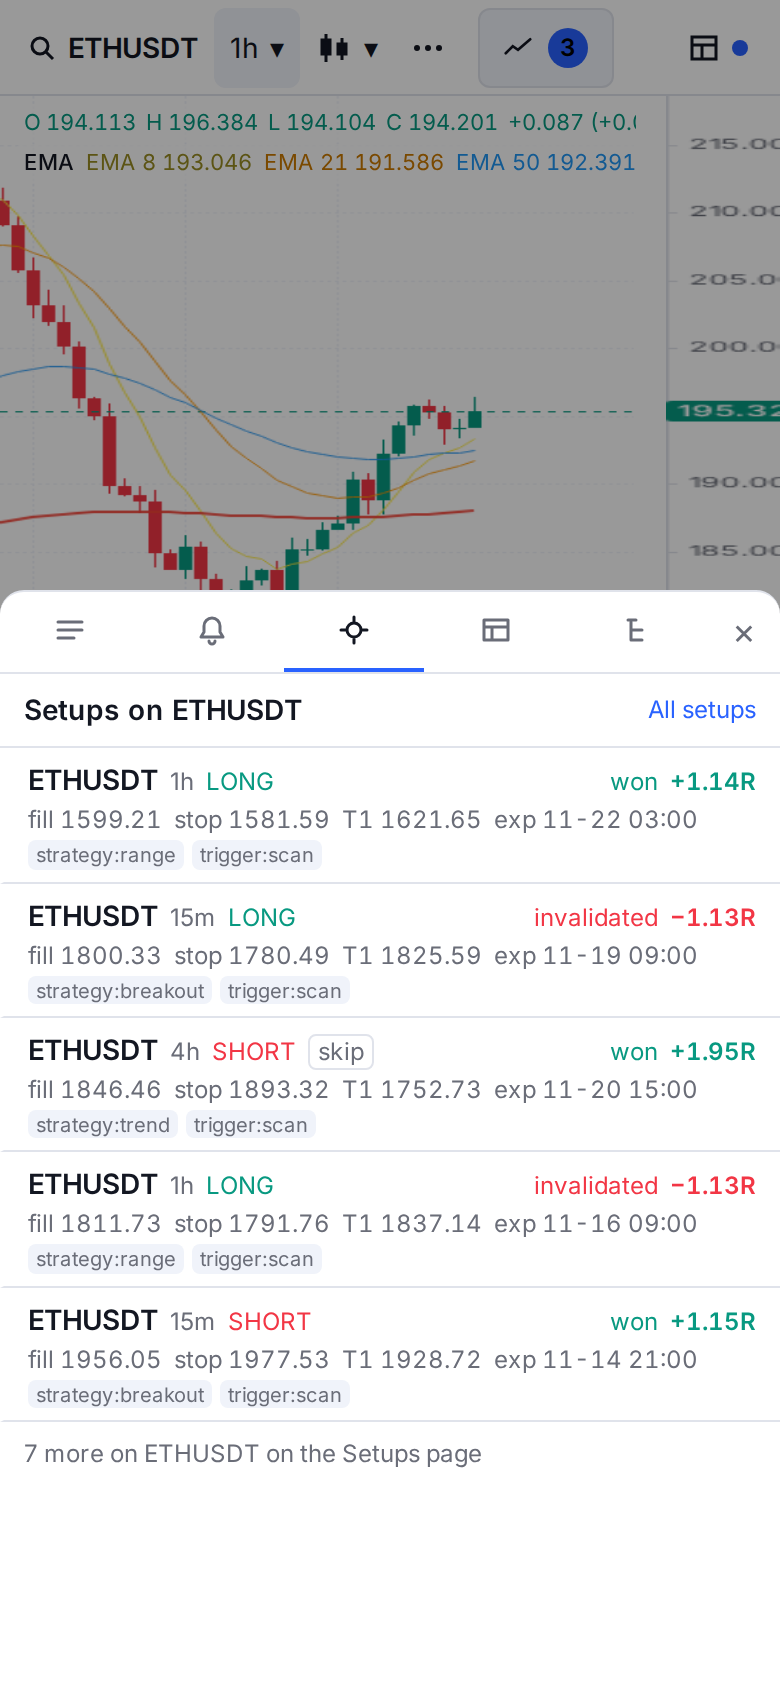 ETHUSDT 1h ▾ ▾ ••• 3
O 194.113 H 196.384 L 194.104 C 194.201 +0.087 (+0.0
EMA EMA 8 193.046 EMA 21 191.586 EMA 50 192.391
215.00
210.00
205.0
200.0
195.32
190.00
185.00
×
Setups on ETHUSDT All setups
ETHUSDT 1h LONG won +1.14R
fill 1599.21 stop 1581.59 T1 1621.65 exp 11-22 03:00
strategy:range trigger:scan
ETHUSDT 15m LONG invalidated −1.13R
fill 1800.33 stop 1780.49 T1 1825.59 exp 11-19 09:00
strategy:breakout trigger:scan
ETHUSDT 4h SHORT skip won +1.95R
fill 1846.46 stop 1893.32 T1 1752.73 exp 11-20 15:00
strategy:trend trigger:scan
ETHUSDT 1h LONG invalidated −1.13R
fill 1811.73 stop 1791.76 T1 1837.14 exp 11-16 09:00
strategy:range trigger:scan
ETHUSDT 15m SHORT won +1.15R
fill 1956.05 stop 1977.53 T1 1928.72 exp 11-14 21:00
strategy:breakout trigger:scan
7 more on ETHUSDT on the Setups page